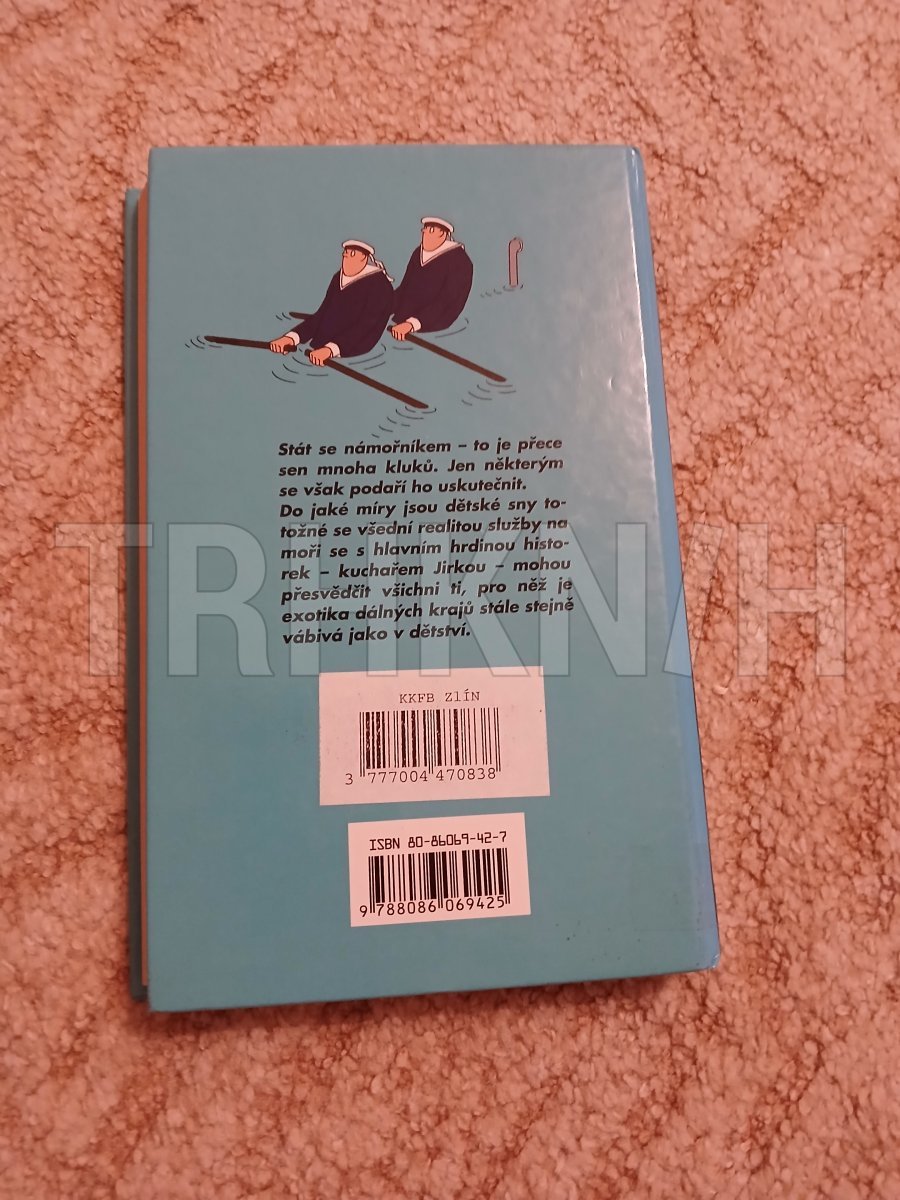 Stát se námořníkem – to je přece
sen mnoha kluků. Jen některým
se však podaří ho uskutečnit.
Do jaké míry jsou dětské sny to-
tožné se všední realitou služby na
moři se s hlavním hrdinou histo-
rek – kuchařem Jirkou – mohou
přesvědčit všichni ti, pro něž je
exotika dálných krajů stále stejně
vábivá jako v dětství.
TRHKNIH
KKFB ZlÍN
3 777004 470838
ISBN 80-86069-42-7
9 788086 069425